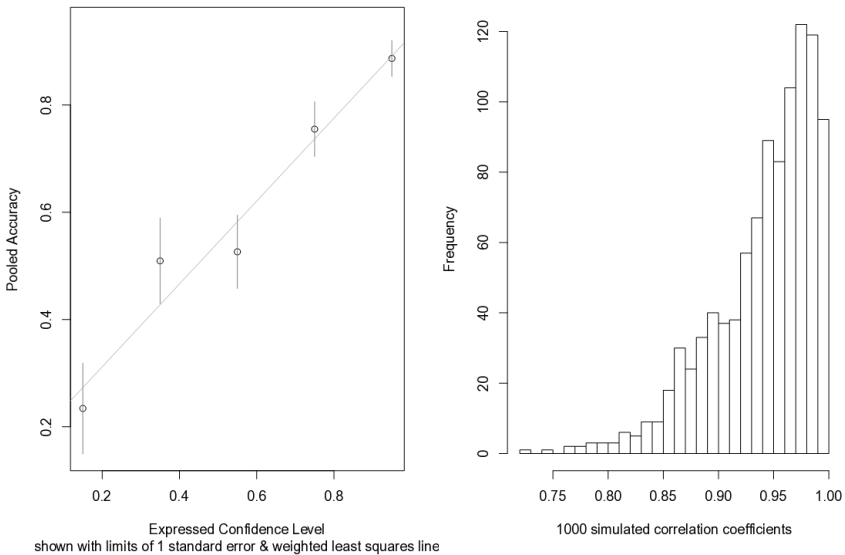 Pooled Accuracy
0.8
0.6
0.4
0.2
0.2 0.4 0.6 0.8
Expressed Confidence Level
shown with limits of 1 standard error & weighted least squares line
Frequency
120
100
80
60
40
20
0
0.75 0.80 0.85 0.90 0.95 1.00
1000 simulated correlation coefficients